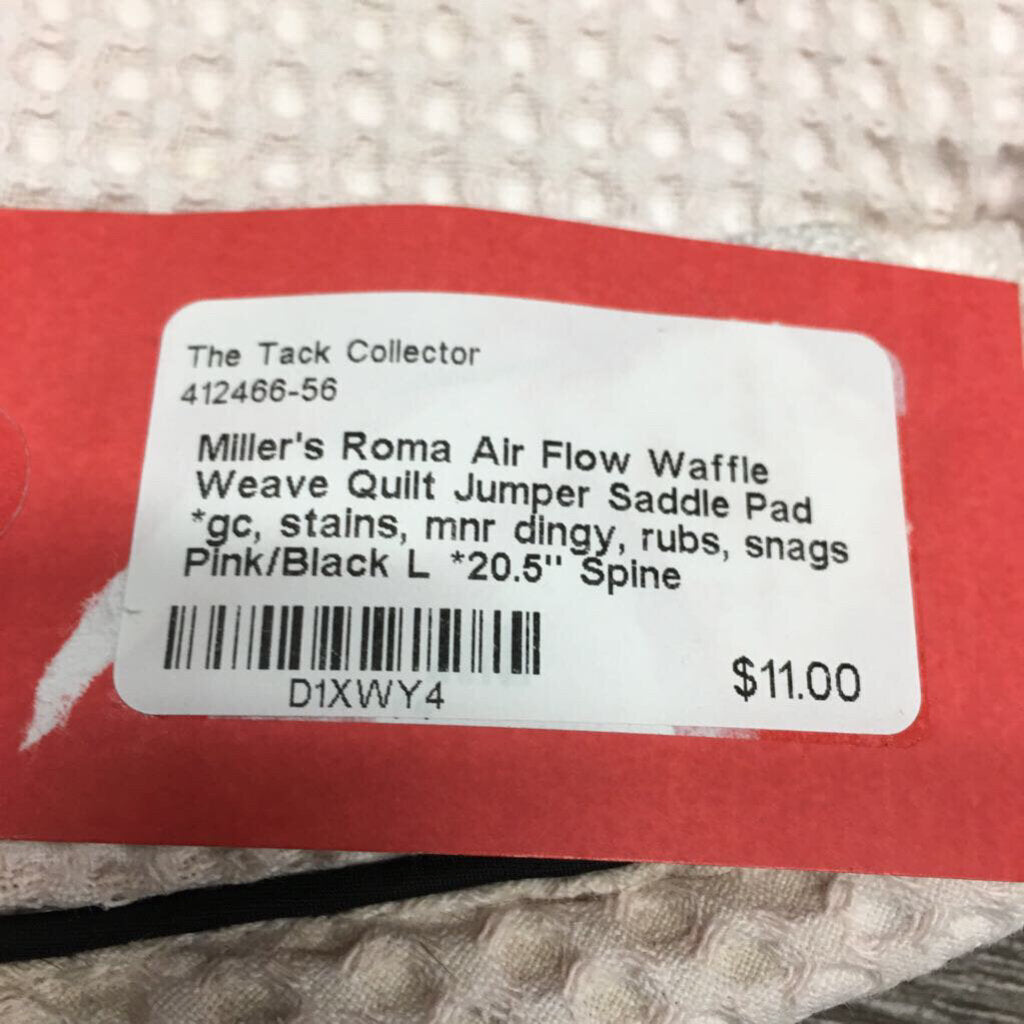 The Tack Collector
412466-56
Miller's Roma Air Flow Waffle
Weave Quilt Jumper Saddle Pad
*gc, stains, mnr dingy, rubs, snags
Pink/Black L *20.5'' Spine
D1XWY4
$11.00